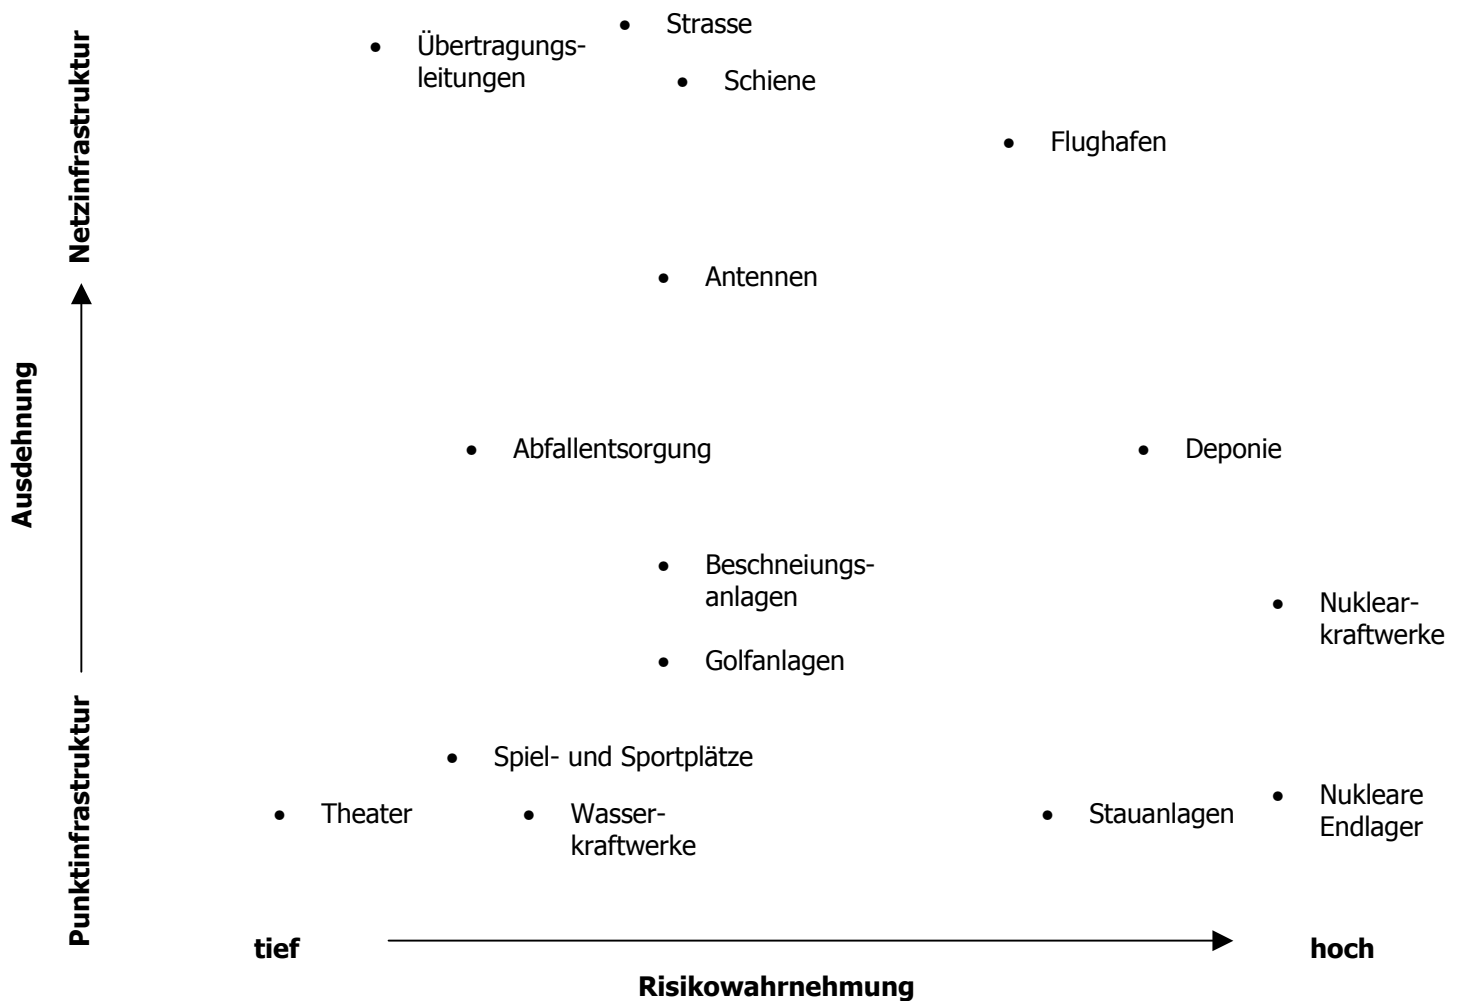 Strasse
Übertragungs-
leitungen
Schiene
Flughafen
Netzinfrastruktur
Antennen
Ausdehnung
Abfallentsorgung
Deponie
Beschneiungs-
anlagen
Nuklear-
kraftwerke
Golfanlagen
Punktinfrastruktur
Spiel- und Sportplätze
Theater
Wasser-
kraftwerke
Stauanlagen
Nukleare
Endlager
tief
hoch
Risikowahrnehmung